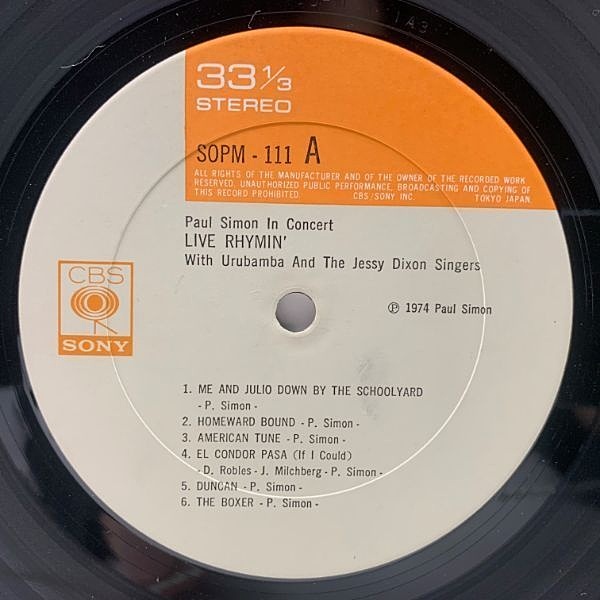 1A3
33 1/3
STEREO
SOPM - 111 A
ALL RIGHTS OF THE MANUFACTURER AND OF THE OWNER OF THE RECORDED WORK
RESERVED. UNAUTHORIZED PUBLIC PERFORMANCE, BROADCASTING AND COPYING OF
THIS RECORD PROHIBITED. CBS/SONY INC. TOKYO JAPAN.
Paul Simon In Concert
LIVE RHYMIN'
With Urubamba And The Jessy Dixon Singers
CBS
SONY
℗ 1974 Paul Simon
1. ME AND JULIO DOWN BY THE SCHOOLYARD
- P. Simon -
2. HOMEWARD BOUND - P. Simon -
3. AMERICAN TUNE - P. Simon -
4. EL CONDOR PASA (If I Could)
- D. Robles - J. Milchberg - P. Simon -
5. DUNCAN - P. Simon -
6. THE BOXER - P. Simon -